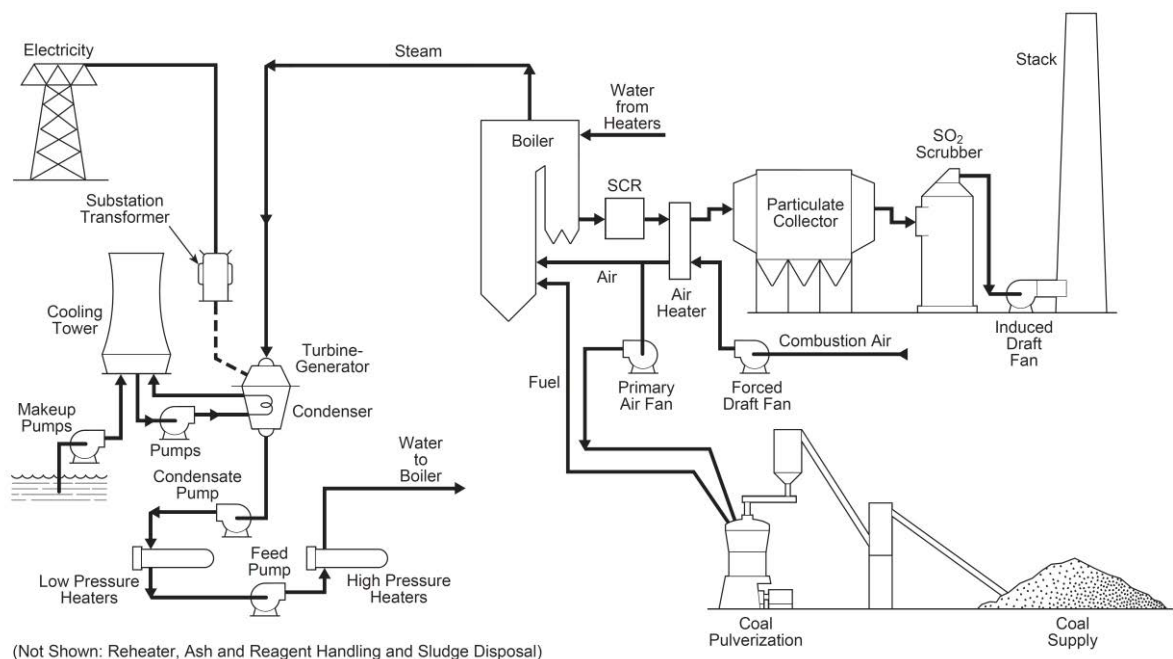 Electricity
Steam
Stack
Water
from
Heaters
Boiler
SO2
Scrubber
SCR
Particulate
Collector
Substation
Transformer
Air
Air
Heater
Cooling
Tower
Induced
Draft
Fan
Combustion Air
Turbine-
Generator
Fuel
Primary
Air Fan
Forced
Draft Fan
Condenser
Makeup
Pumps
Pumps
Water
to
Boiler
Condensate
Pump
Feed
Pump
Low Pressure
Heaters
High Pressure
Heaters
Coal
Pulverization
Coal
Supply
(Not Shown: Reheater, Ash and Reagent Handling and Sludge Disposal)